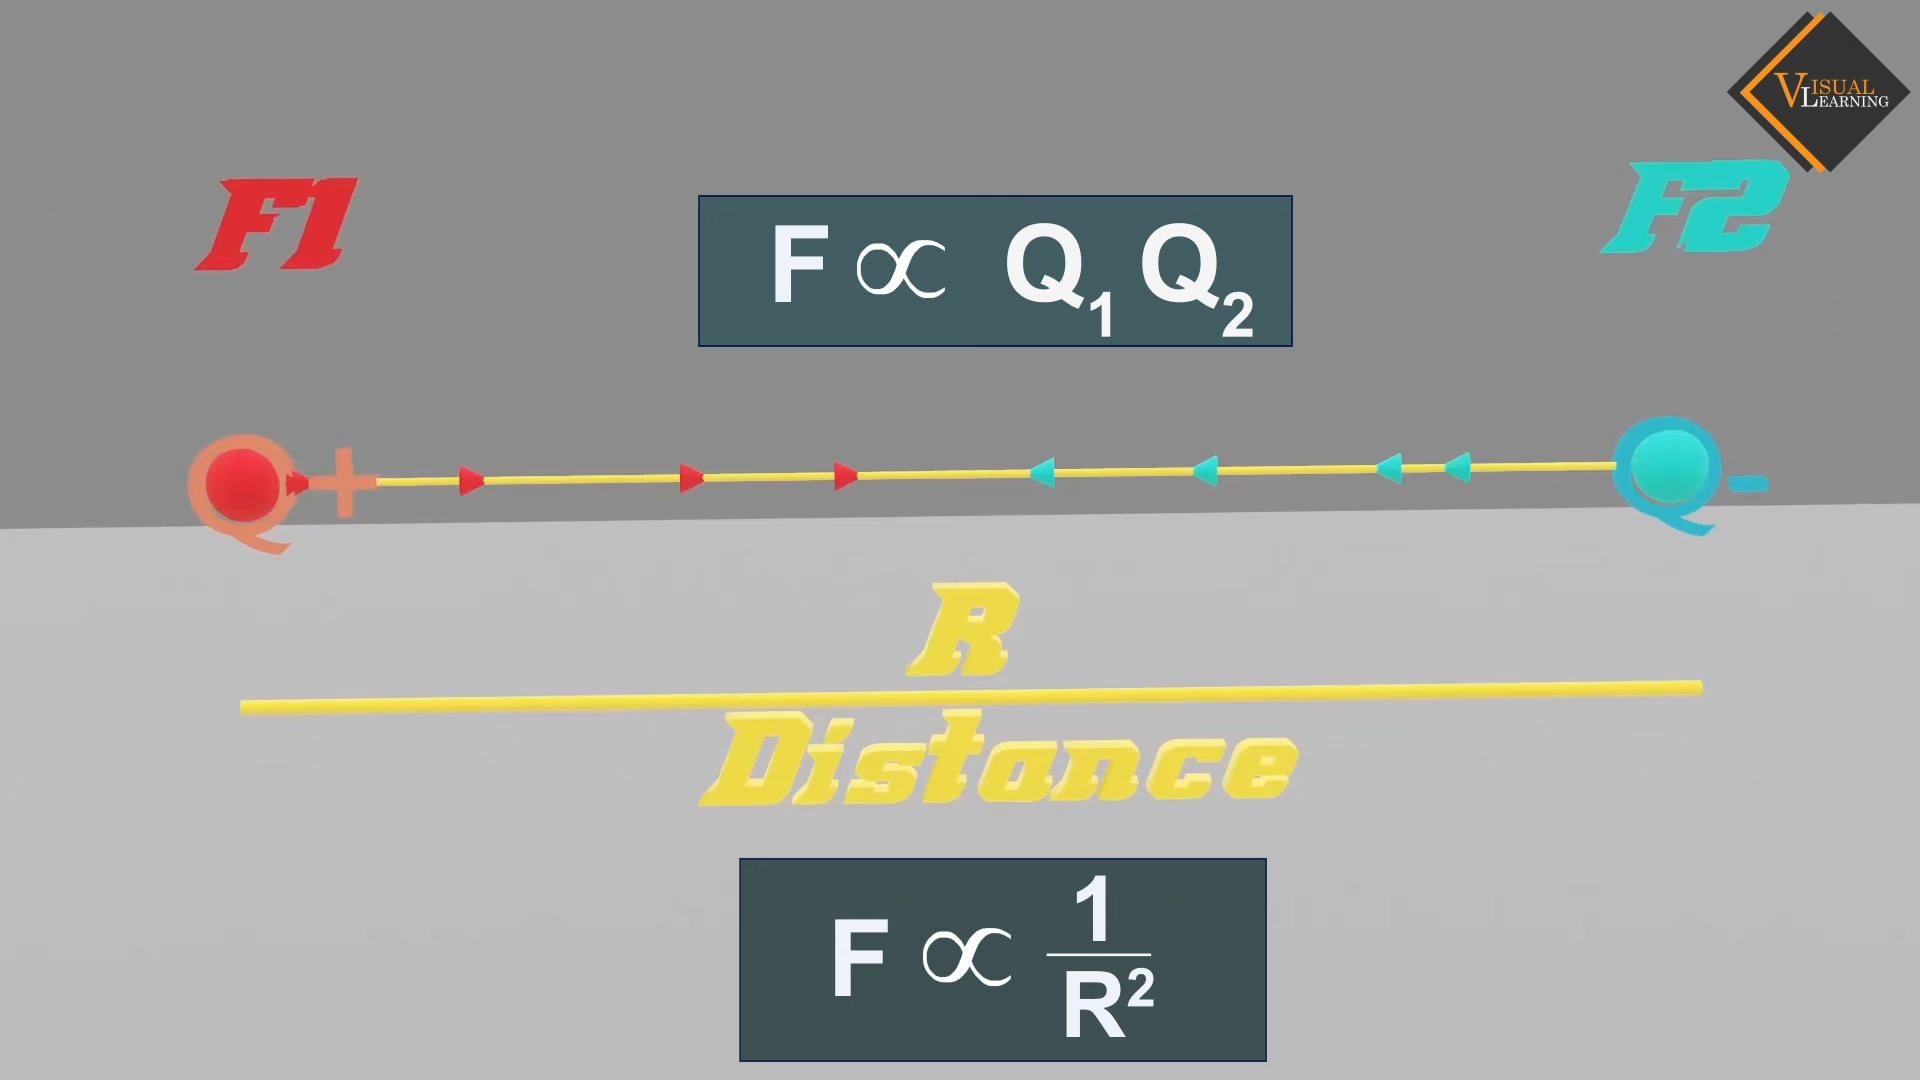 VISUAL
LEARNING
F1
F2
F ∝ Q₁ Q₂
Q+
Q-
R
Distance
F ∝ 1/R²